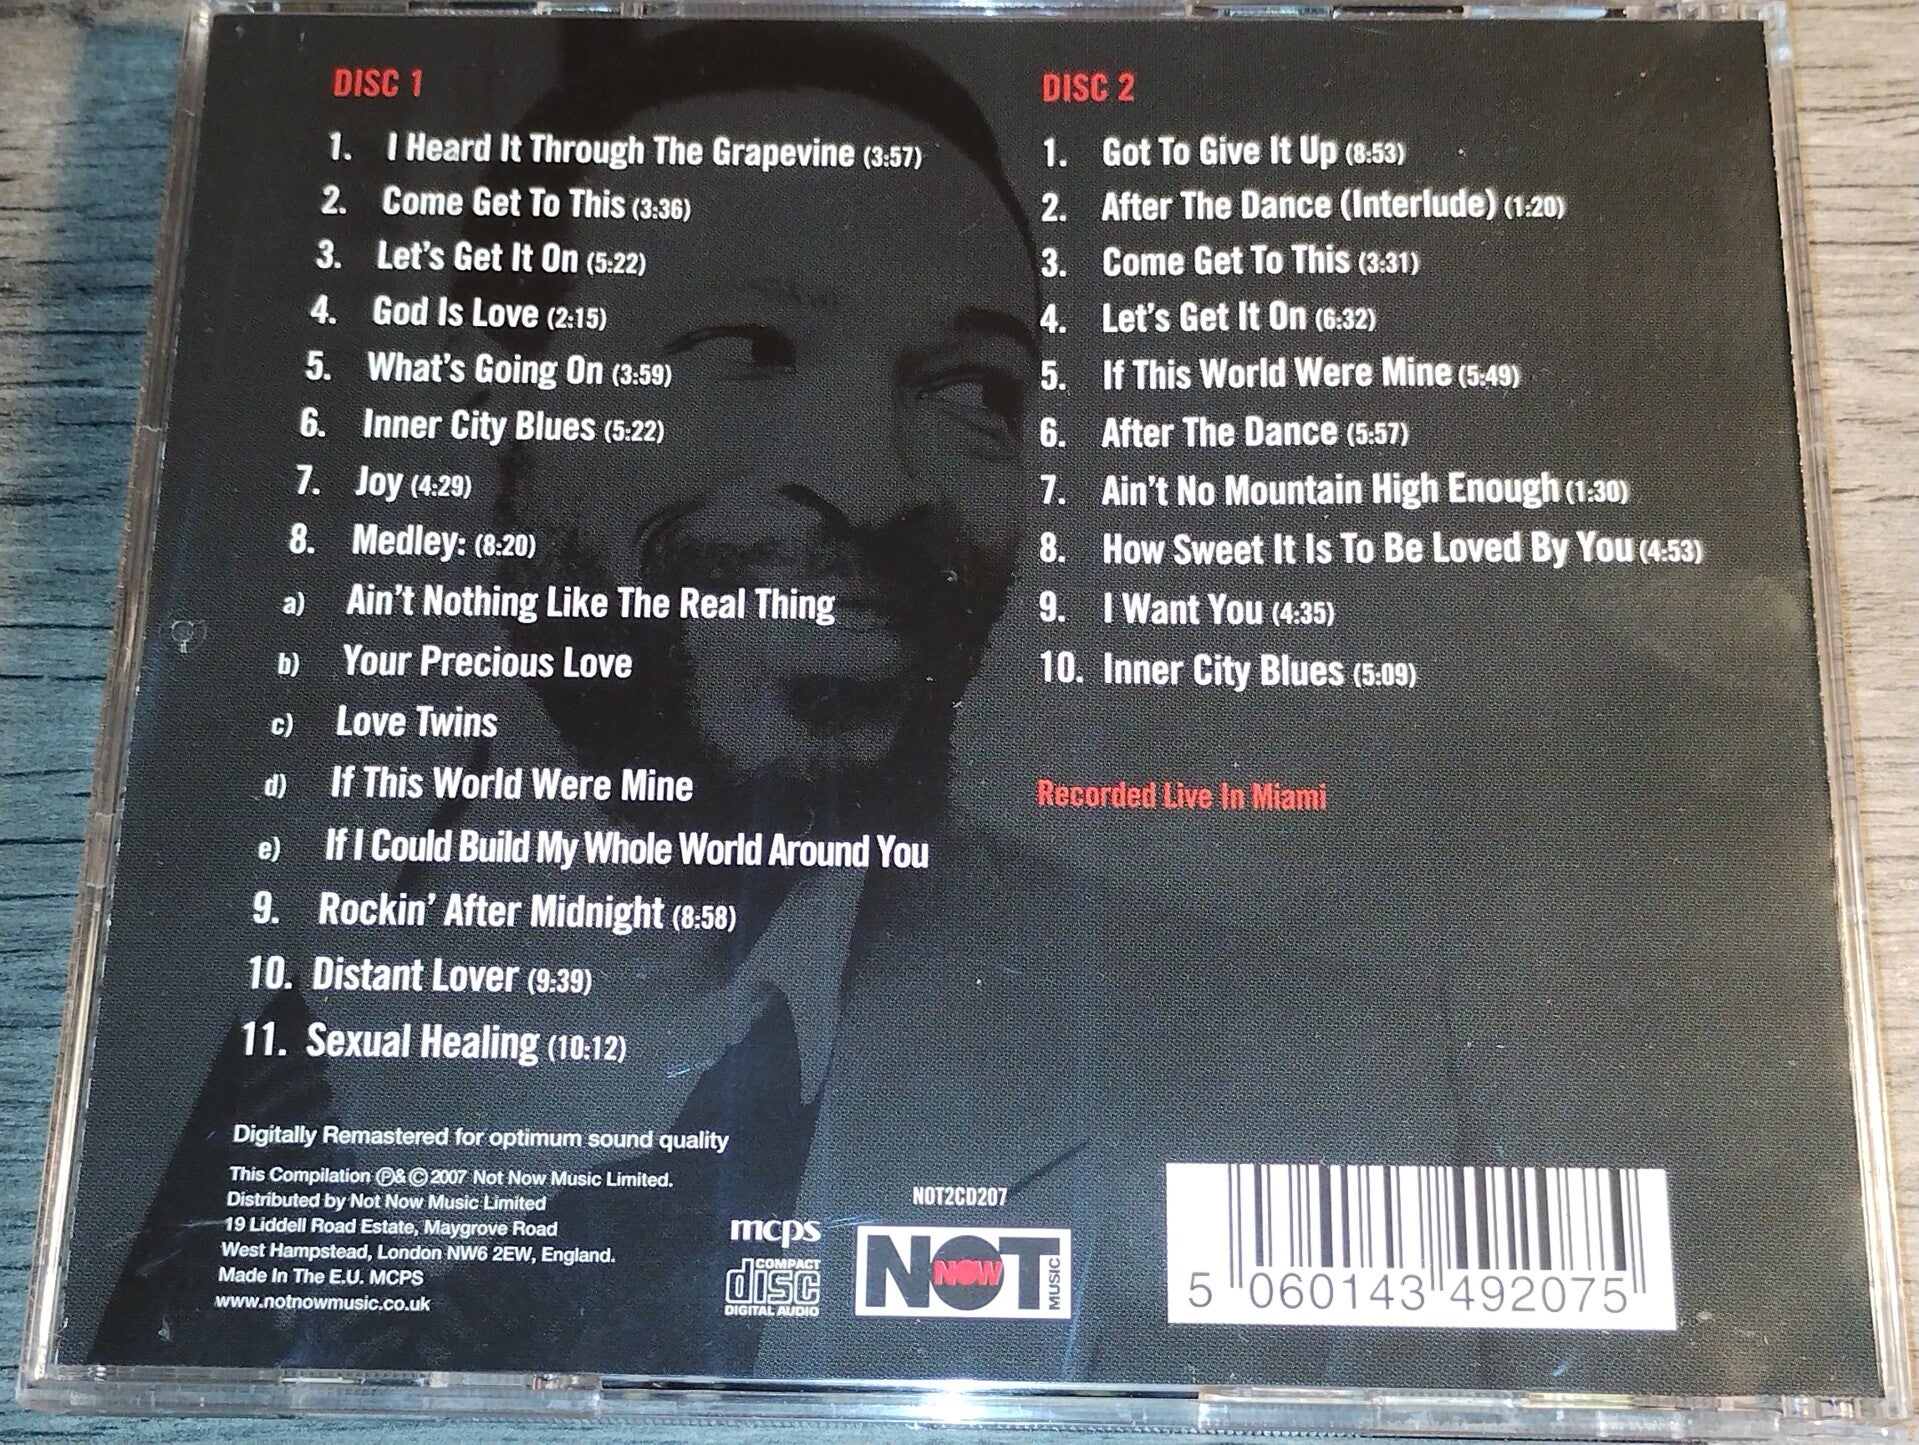 DISC 1
1. I Heard It Through The Grapevine (3:57)
2. Come Get To This (3:36)
3. Let's Get It On (5:22)
4. God Is Love (2:15)
5. What's Going On (3:59)
6. Inner City Blues (5:22)
7. Joy (4:29)
8. Medley: (8:20)
a) Ain't Nothing Like The Real Thing
b) Your Precious Love
c) Love Twins
d) If This World Were Mine
e) If I Could Build My Whole World Around You
9. Rockin' After Midnight (8:58)
10. Distant Lover (9:39)
11. Sexual Healing (10:12)
DISC 2
1. Got To Give It Up (8:53)
2. After The Dance (Interlude) (1:20)
3. Come Get To This (3:31)
4. Let's Get It On (6:32)
5. If This World Were Mine (5:49)
6. After The Dance (5:57)
7. Ain't No Mountain High Enough (1:30)
8. How Sweet It Is To Be Loved By You (4:53)
9. I Want You (4:35)
10. Inner City Blues (5:09)
Recorded Live In Miami
Digitally Remastered for optimum sound quality
This Compilation ℗&© 2007 Not Now Music Limited.
Distributed by Not Now Music Limited
19 Liddell Road Estate, Maygrove Road
West Hampstead, London NW6 2EW, England.
Made In The E.U. MCPS
www.notnowmusic.co.uk
mcps
COMPACT
disc
DIGITAL AUDIO
NOT2CD207
NOT
NOW
MUSIC
5 060143 492075